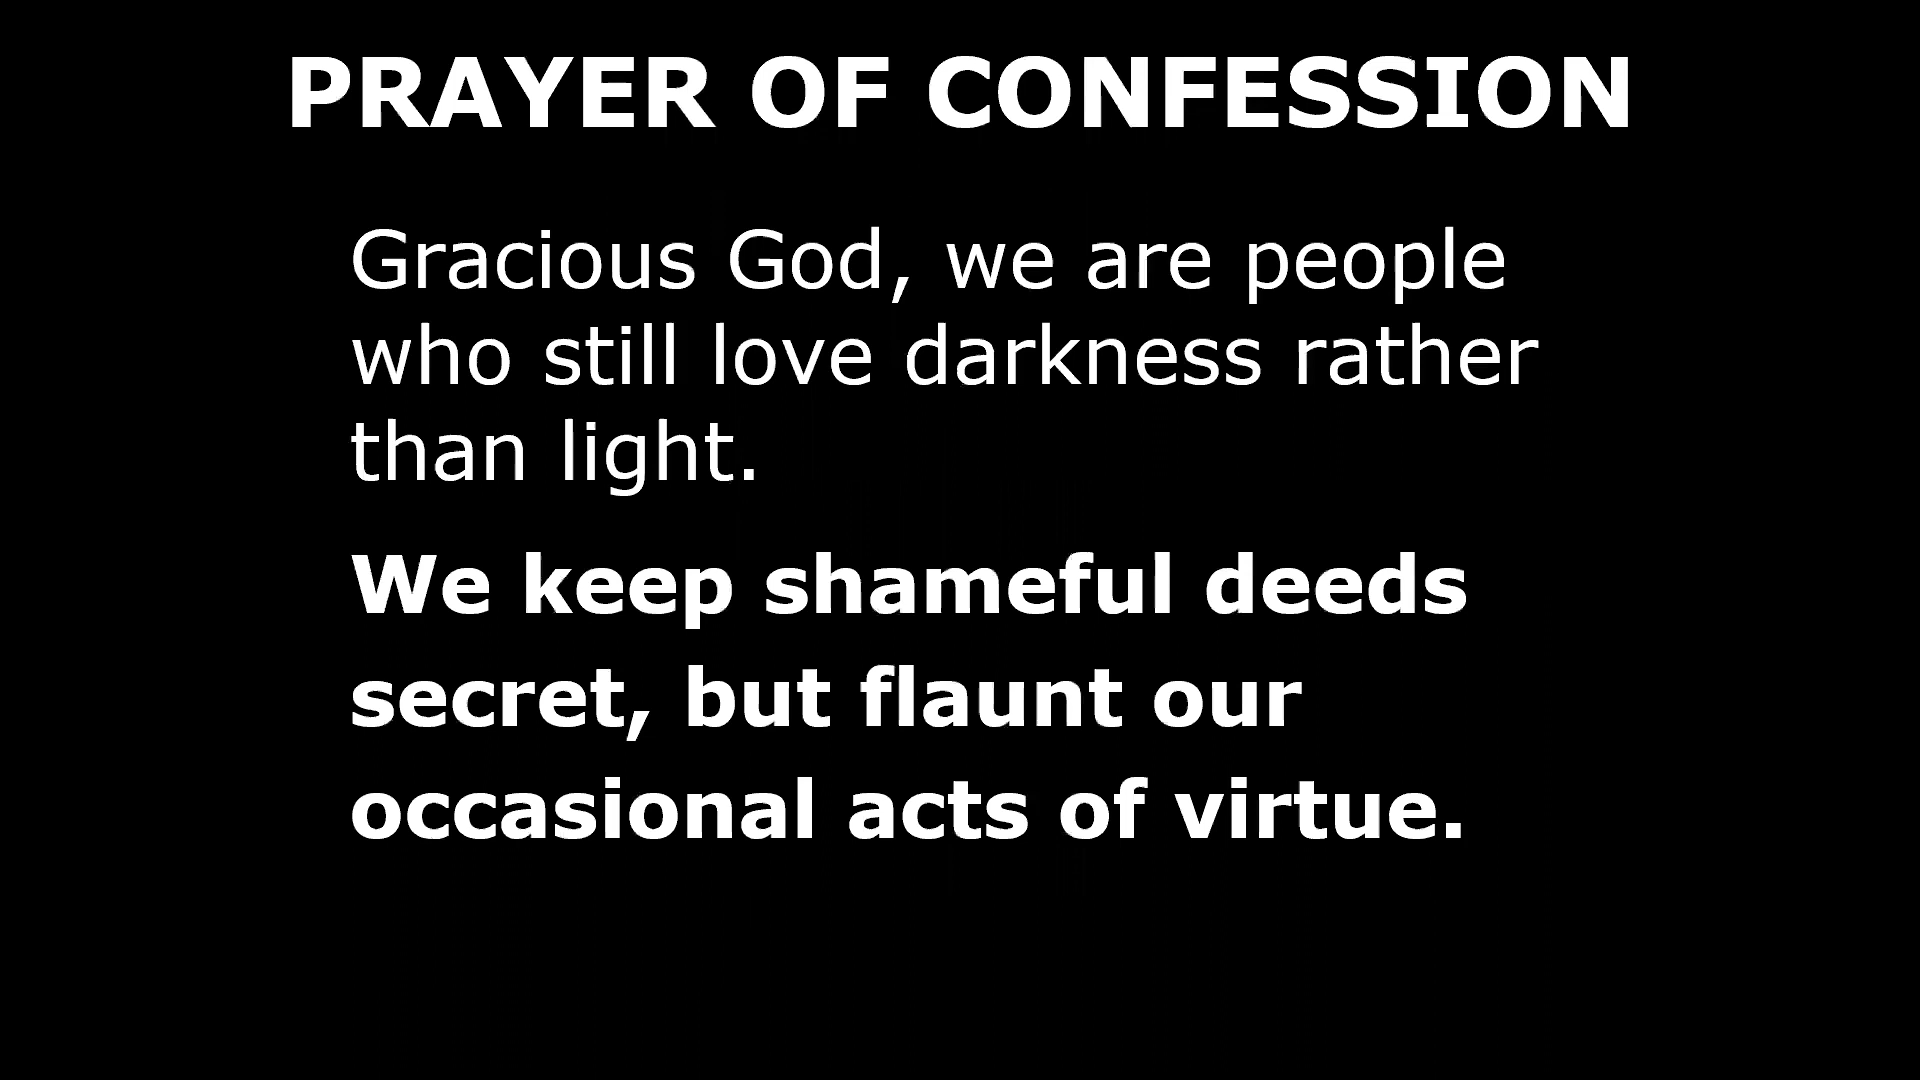 PRAYER OF CONFESSION
Gracious God, we are people
who still love darkness rather
than light.
We keep shameful deeds
secret, but flaunt our
occasional acts of virtue.